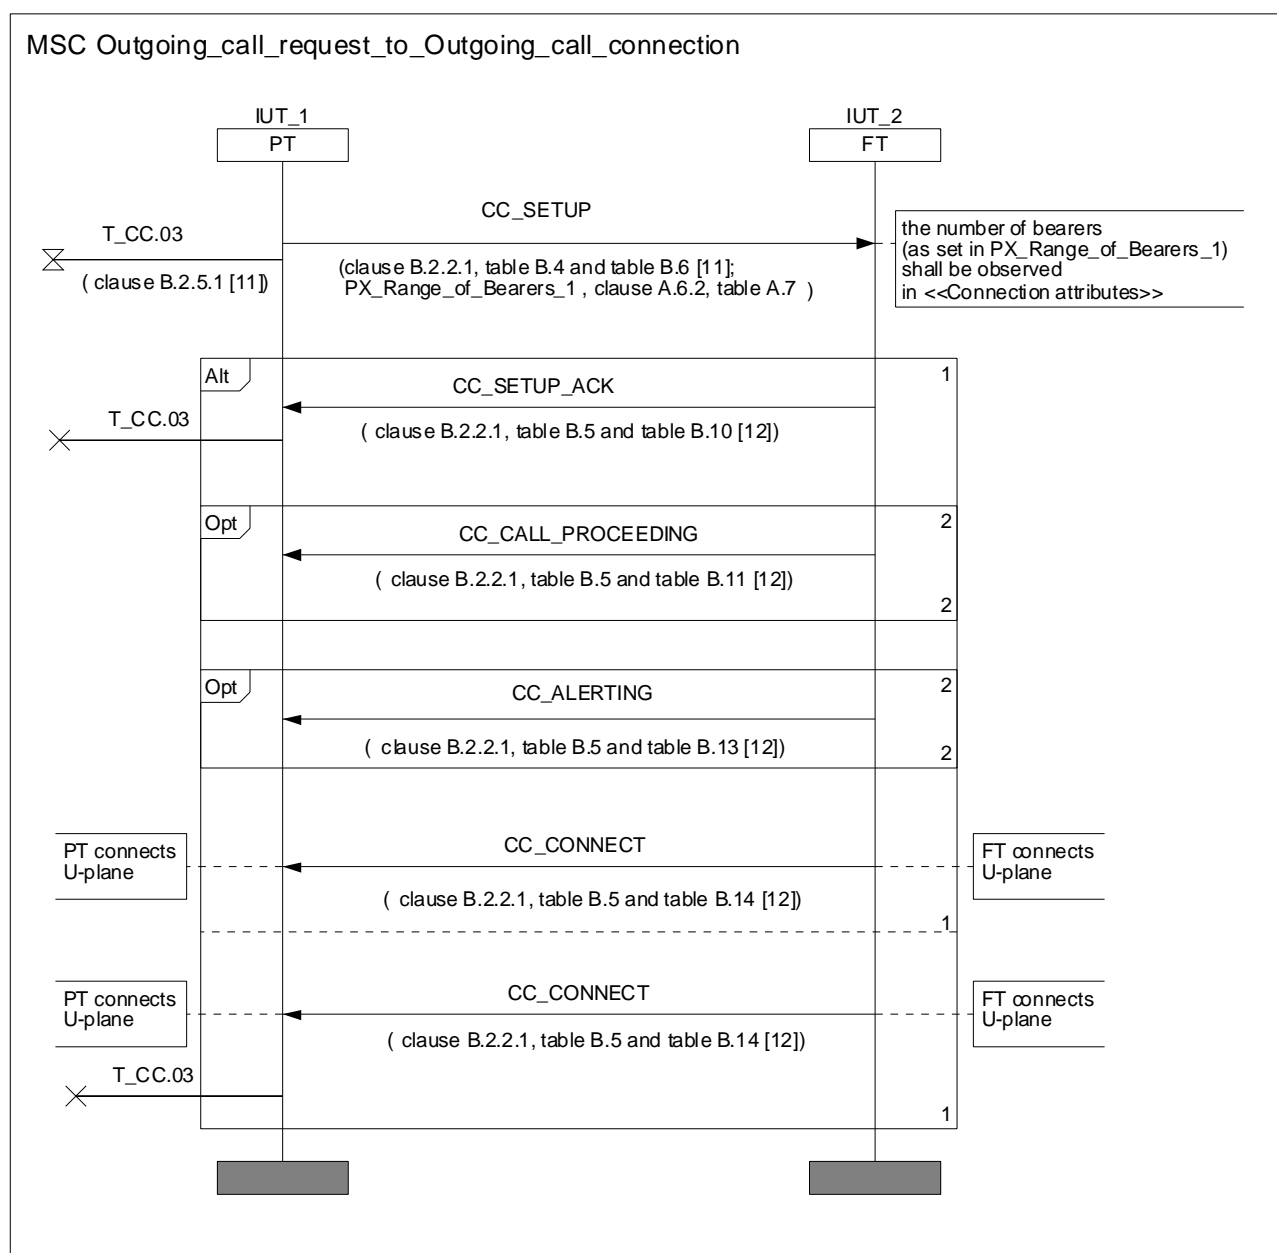 MSC Outgoing_call_request_to_Outgoing_call_connection
IUT_1
IUT_2
PT
FT
CC_SETUP
T_CC.03
( clause B.2.5.1 [11])
(clause B.2.2.1, table B.4 and table B.6 [11];
PX_Range_of_Bearers_1 , clause A.6.2, table A.7 )
the number of bearers
(as set in PX_Range_of_Bearers_1)
shall be observed
in <<Connection attributes>>
Alt
1
CC_SETUP_ACK
T_CC.03
( clause B.2.2.1, table B.5 and table B.10 [12])
Opt
2
CC_CALL_PROCEEDING
( clause B.2.2.1, table B.5 and table B.11 [12])
2
Opt
2
CC_ALERTING
( clause B.2.2.1, table B.5 and table B.13 [12])
2
PT connects
U-plane
CC_CONNECT
FT connects
U-plane
( clause B.2.2.1, table B.5 and table B.14 [12])
1
PT connects
U-plane
CC_CONNECT
FT connects
U-plane
( clause B.2.2.1, table B.5 and table B.14 [12])
T_CC.03
1